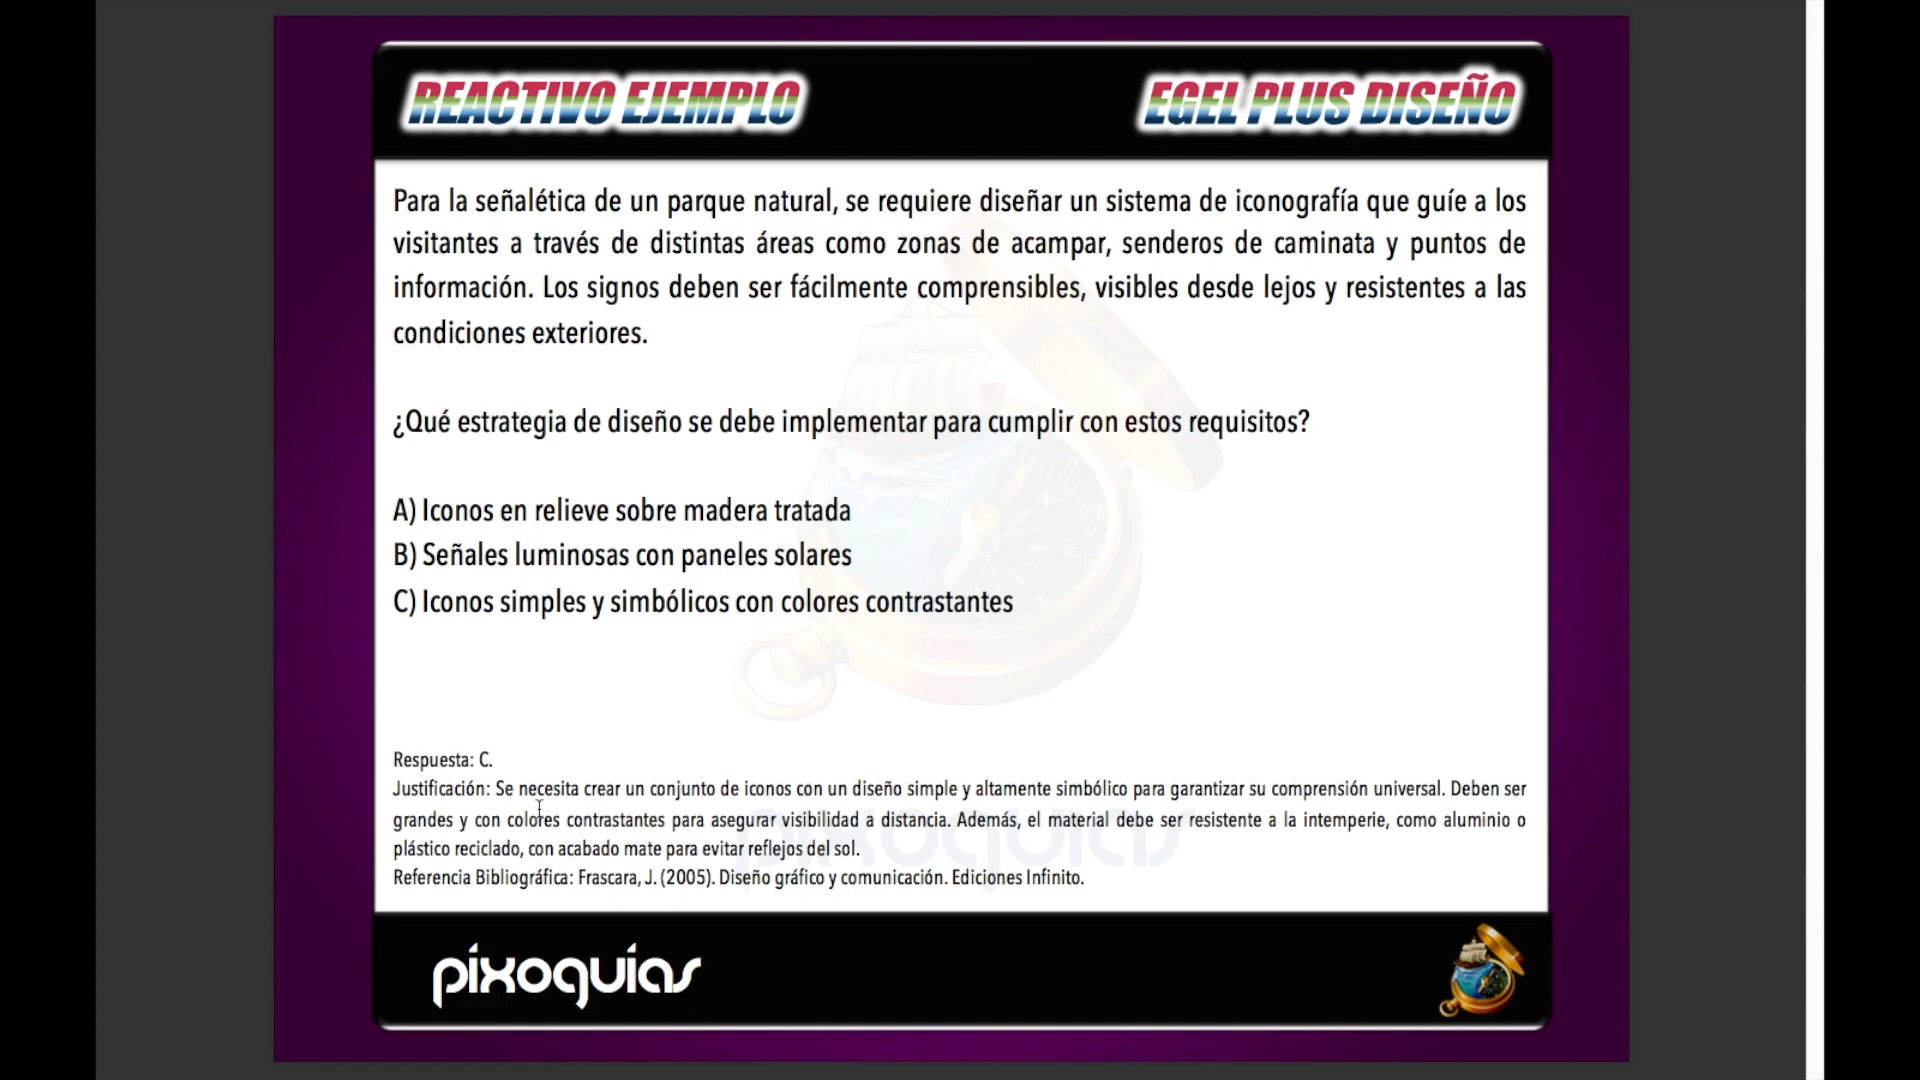 REACTIVO EJEMPLO
EGEL PLUS DISEÑO
Para la señalética de un parque natural, se requiere diseñar un sistema de iconografía que guíe a los
visitantes a través de distintas áreas como zonas de acampar, senderos de caminata y puntos de
información. Los signos deben ser fácilmente comprensibles, visibles desde lejos y resistentes a las
condiciones exteriores.
¿Qué estrategia de diseño se debe implementar para cumplir con estos requisitos?
A) Iconos en relieve sobre madera tratada
B) Señales luminosas con paneles solares
C) Iconos simples y simbólicos con colores contrastantes
Respuesta: C.
Justificación: Se necesita crear un conjunto de iconos con un diseño simple y altamente simbólico para garantizar su comprensión universal. Deben ser
grandes y con colores contrastantes para asegurar visibilidad a distancia. Además, el material debe ser resistente a la intemperie, como aluminio o
plástico reciclado, con acabado mate para evitar reflejos del sol.
Referencia Bibliográfica: Frascara, J. (2005). Diseño gráfico y comunicación. Ediciones Infinito.
pixoguías
pixoguías